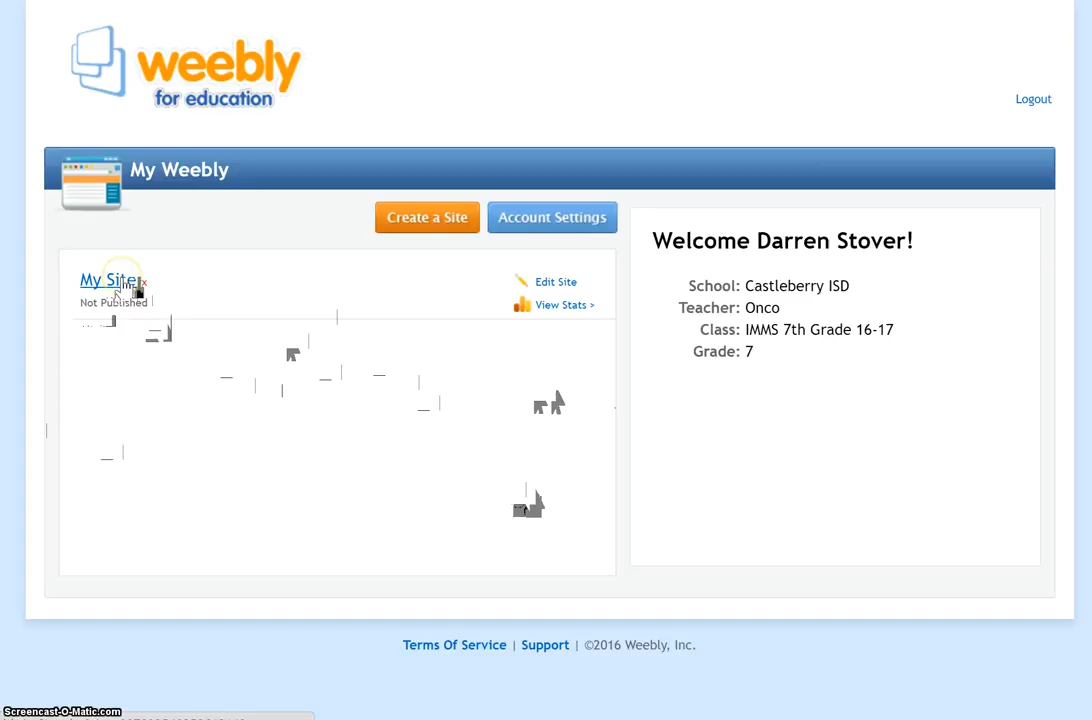 weebly
for education
Logout
My Weebly
Create a Site
Account Settings
My Site
x
Not Published
Edit Site
View Stats >
Welcome Darren Stover!
School: Castleberry ISD
Teacher: Onco
Class: IMMS 7th Grade 16-17
Grade: 7
Terms Of Service | Support | ©2016 Weebly, Inc.
Screencast-O-Matic.com